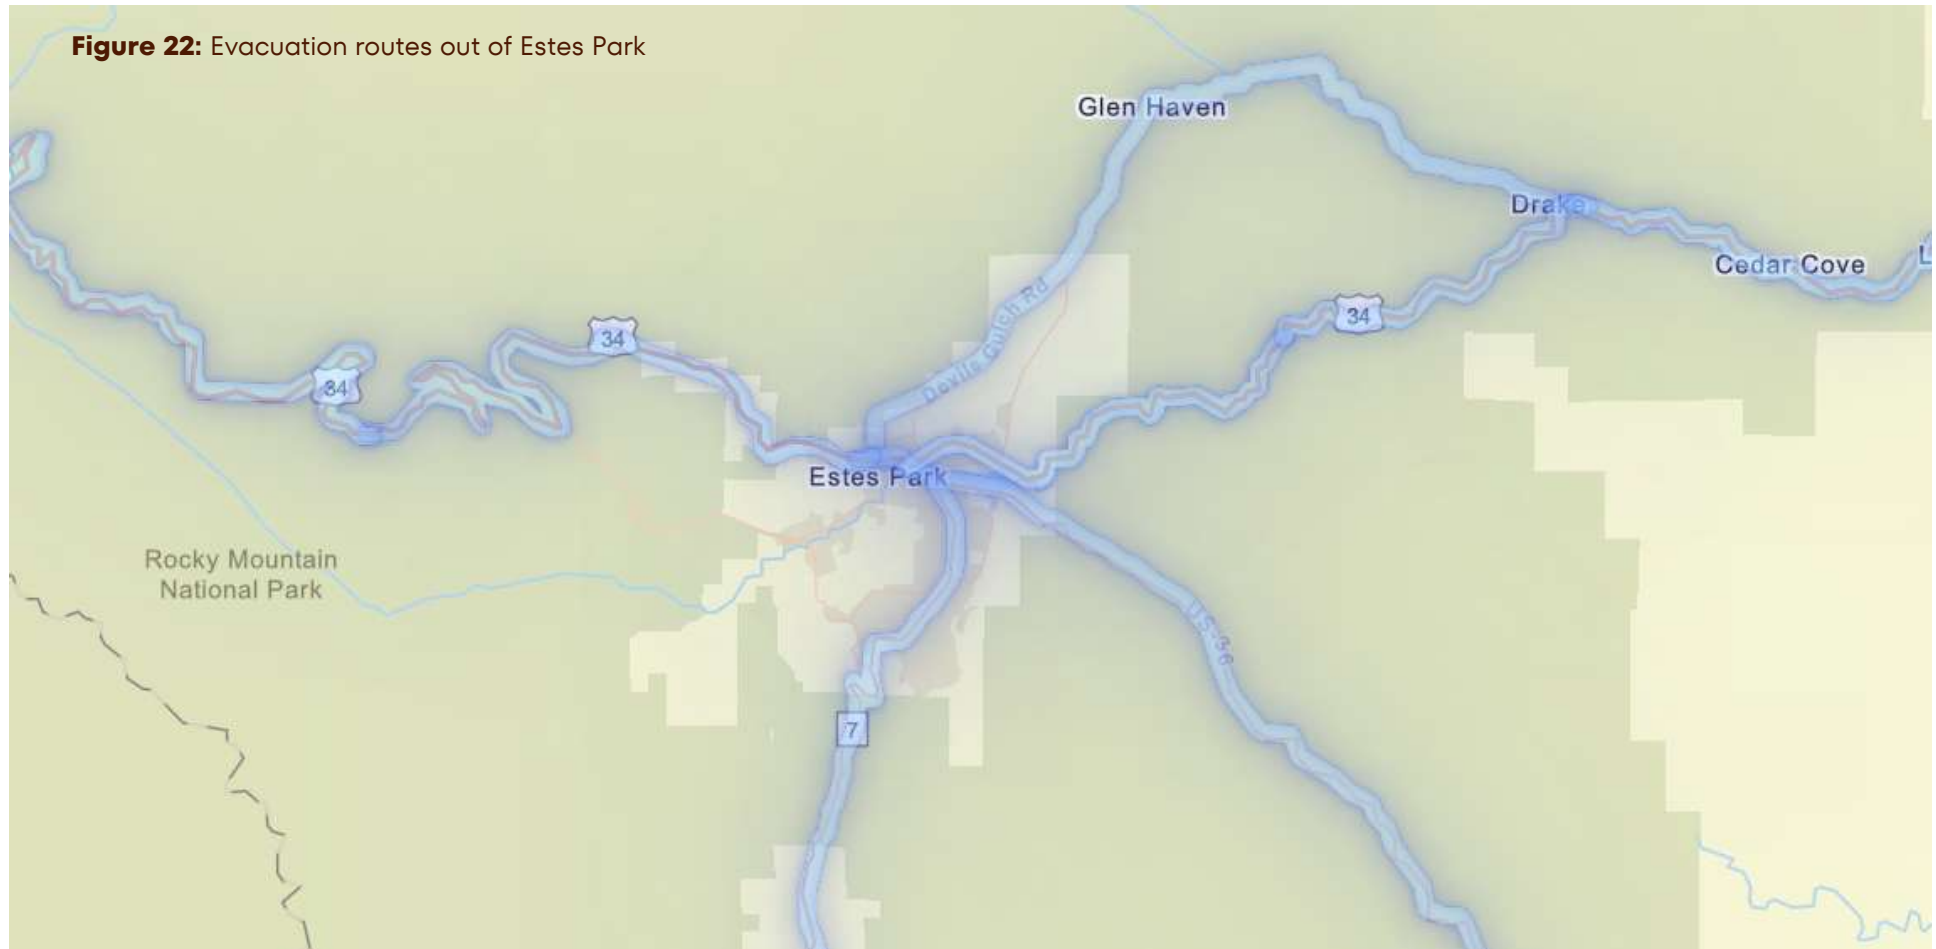 Figure 22: Evacuation routes out of Estes Park
Glen Haven
Drake
Cedar Cove
L
Devils Gulch Rd
34
34
34
Estes Park
Rocky Mountain
National Park
US-36
7